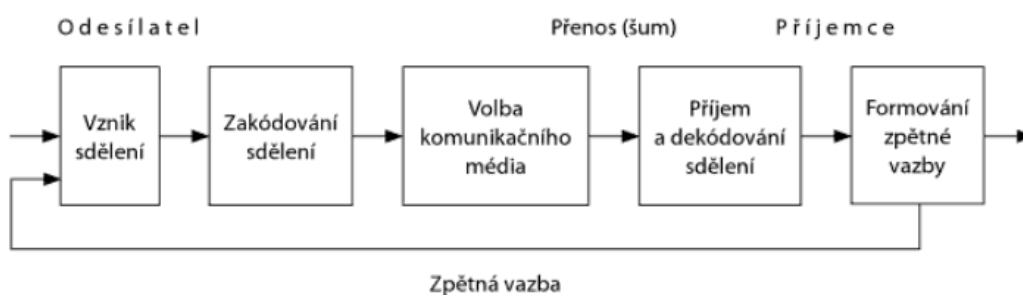 Odesílatel
Přenos (šum)
Příjemce
Vznik
sdělení
Zakódování
sdělení
Volba
komunikačního
média
Příjem
a dekódování
sdělení
Formování
zpětné
vazby
Zpětná vazba